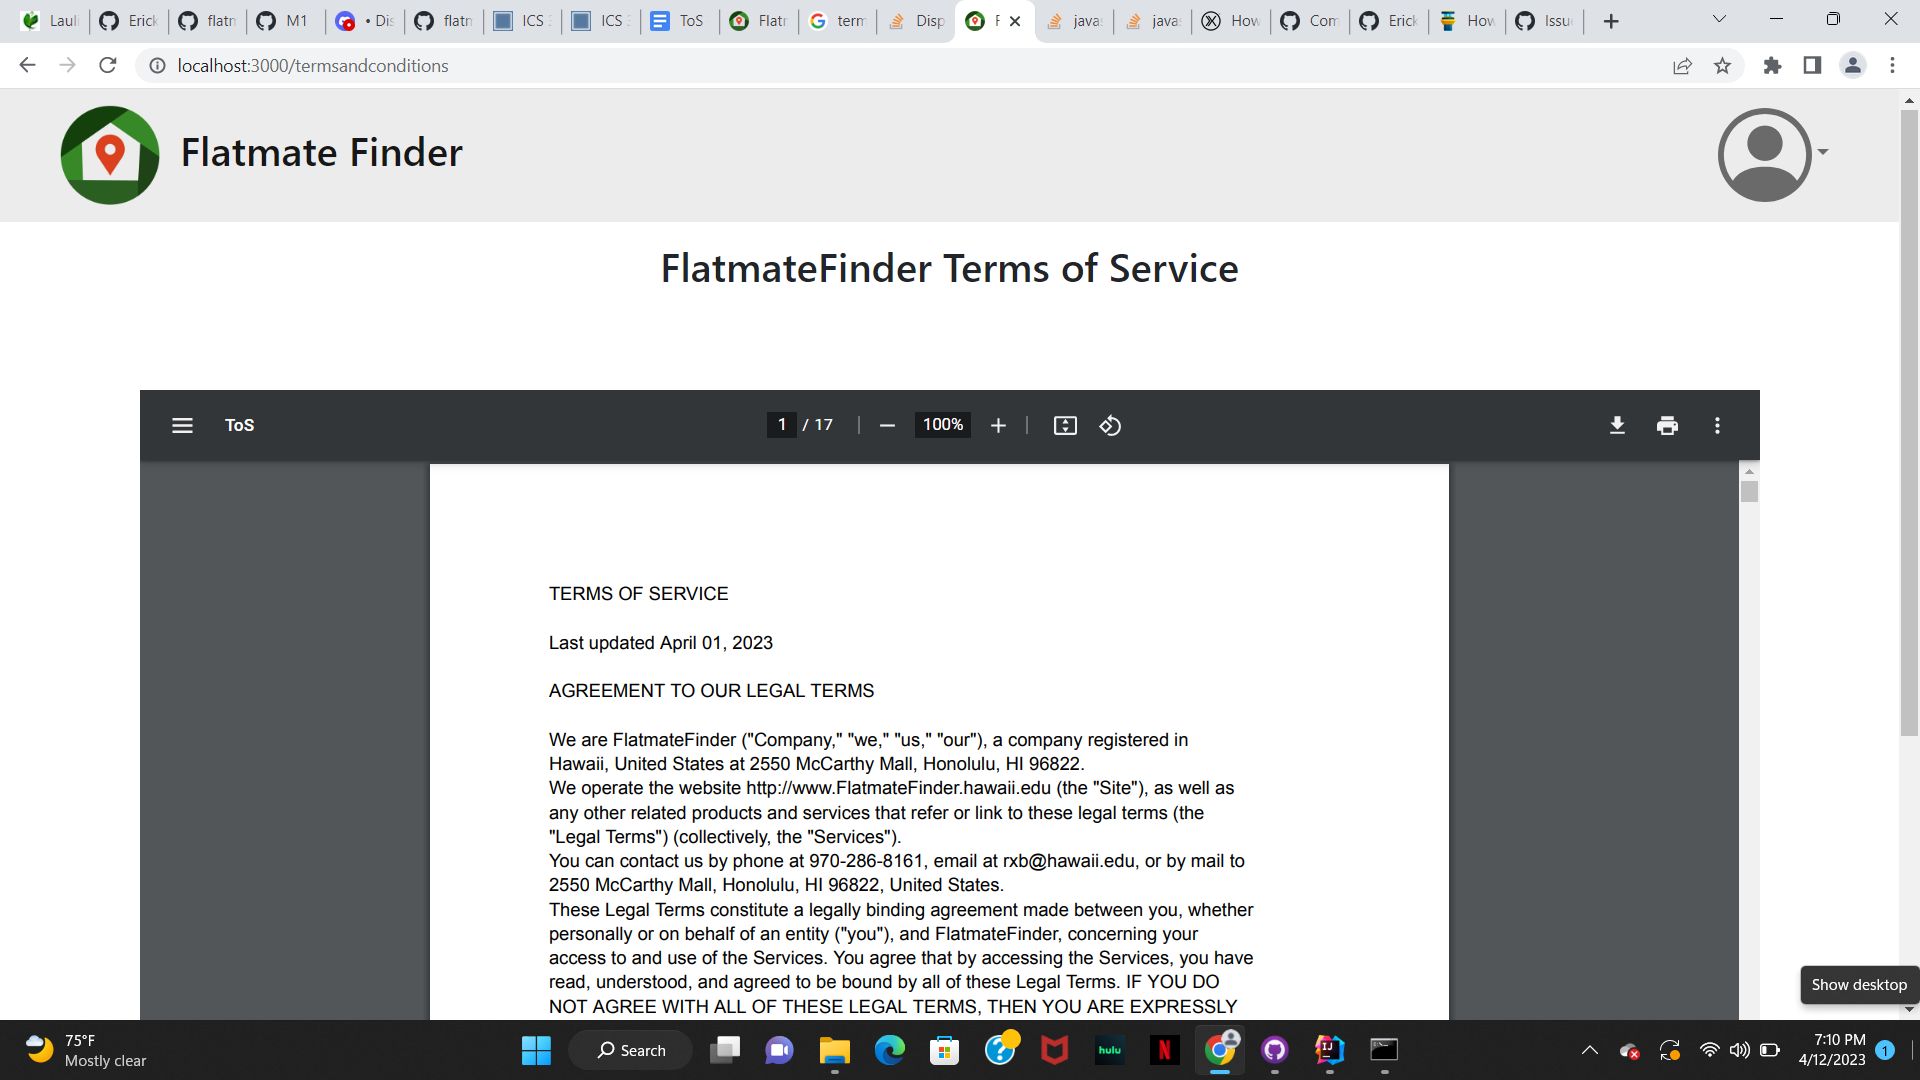 Lauli
Erick
flatn
M1
• Dis
flatn
ICS 3
ICS 3
ToS
Flatr
term
Disp
F
javas
javas
How
Com
Erick
How
Issu
localhost:3000/termsandconditions
Flatmate Finder
FlatmateFinder Terms of Service
ToS
1 / 17
100%
TERMS OF SERVICE
Last updated April 01, 2023
AGREEMENT TO OUR LEGAL TERMS
We are FlatmateFinder ("Company," "we," "us," "our"), a company registered in
Hawaii, United States at 2550 McCarthy Mall, Honolulu, HI 96822.
We operate the website http://www.FlatmateFinder.hawaii.edu (the "Site"), as well as
any other related products and services that refer or link to these legal terms (the
"Legal Terms") (collectively, the "Services").
You can contact us by phone at 970-286-8161, email at rxb@hawaii.edu, or by mail to
2550 McCarthy Mall, Honolulu, HI 96822, United States.
These Legal Terms constitute a legally binding agreement made between you, whether
personally or on behalf of an entity ("you"), and FlatmateFinder, concerning your
access to and use of the Services. You agree that by accessing the Services, you have
read, understood, and agreed to be bound by all of these Legal Terms. IF YOU DO
NOT AGREE WITH ALL OF THESE LEGAL TERMS, THEN YOU ARE EXPRESSLY
Show desktop
75°F
Mostly clear
Search
hulu
7:10 PM
4/12/2023
1